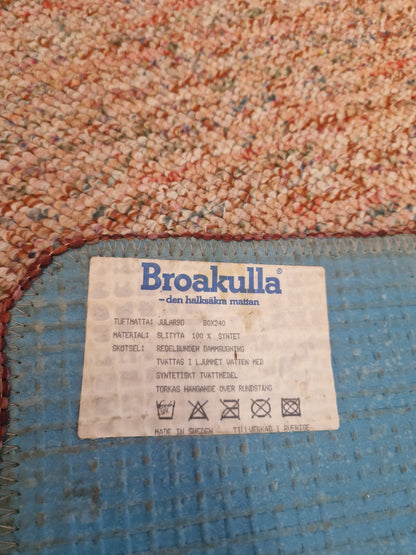 Broakulla®
– den halksäkra mattan
TUFTMATTA: JULAR90 80X240
MATERIAL: SLITYTA 100 % SYNTET
SKÖTSEL: REGELBUNDEN DAMMSUGNING
TVÄTTAS I LJUMMET VATTEN MED
SYNTETISKT TVÄTTMEDEL
TORKAS HÄNGANDE ÖVER RUNDSTÅNG
MADE IN SWEDEN TILLVERKAD I SVERIGE